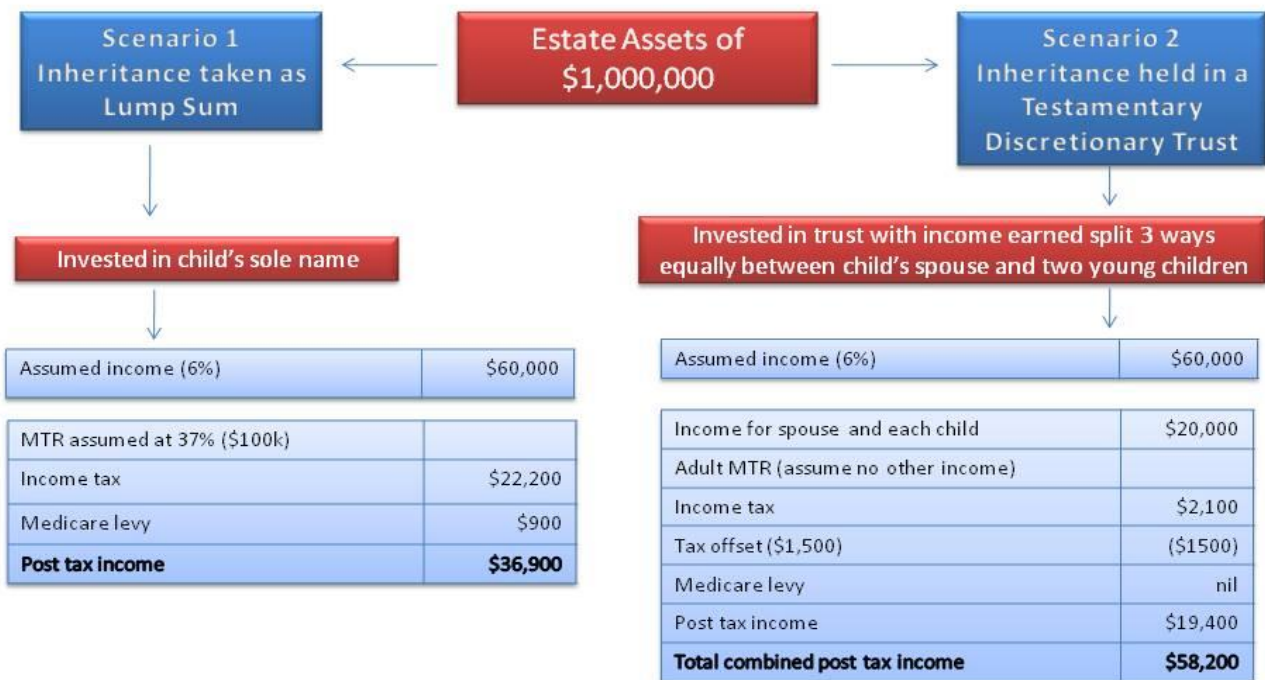 Estate Assets of
$1,000,000
Scenario 1
Inheritance taken as
Lump Sum
Invested in child's sole name
Assumed income (6%) $60,000
MTR assumed at 37% ($100k)
Income tax $22,200
Medicare levy $900
Post tax income $36,900
Scenario 2
Inheritance held in a
Testamentary
Discretionary Trust
Invested in trust with income earned split 3 ways
equally between child's spouse and two young children
Assumed income (6%) $60,000
Income for spouse and each child $20,000
Adult MTR (assume no other income)
Income tax $2,100
Tax offset ($1,500) ($1500)
Medicare levy nil
Post tax income $19,400
Total combined post tax income $58,200